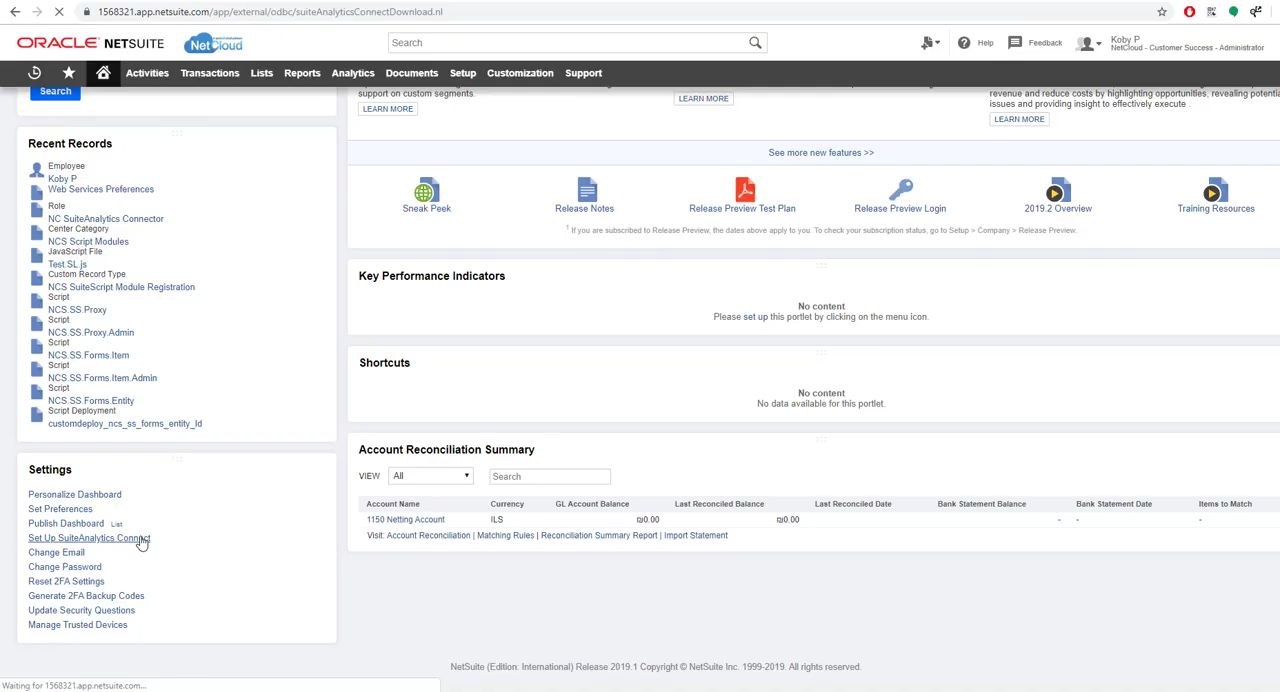 1568321.app.netsuite.com/app/external/odbc/suiteAnalyticsConnectDownload.nl
ORACLE NETSUITE
NetCloud
Search
Help
Feedback
Koby P
NetCloud - Customer Success - Administrator
Activities Transactions Lists Reports Analytics Documents Setup Customization Support
Search
support on custom segments.
LEARN MORE
LEARN MORE
revenue and reduce costs by highlighting opportunities, revealing potential
issues and providing insight to effectively execute
LEARN MORE
See more new features >>
Sneak Peek
Release Notes
Release Preview Test Plan
Release Preview Login
2019.2 Overview
Training Resources
1 If you are subscribed to Release Preview, the dates above apply to you. To check your subscription status, go to Setup > Company > Release Preview.
Recent Records
Employee
Koby P
Web Services Preferences
Role
NC SuiteAnalytics Connector
Center Category
NCS Script Modules
JavaScript File
Test.SL.js
Custom Record Type
NCS SuiteScript Module Registration
Script
NCS.SS.Proxy
Script
NCS.SS.Proxy.Admin
Script
NCS.SS.Forms.Item
Script
NCS.SS.Forms.Item.Admin
Script
NCS.SS.Forms.Entity
Script Deployment
customdeploy_ncs_ss_forms_entity_ld
Settings
Personalize Dashboard
Set Preferences
Publish Dashboard List
Set Up SuiteAnalytics Connect
Change Email
Change Password
Reset 2FA Settings
Generate 2FA Backup Codes
Update Security Questions
Manage Trusted Devices
Key Performance Indicators
No content
Please set up this portlet by clicking on the menu icon.
Shortcuts
No content
No data available for this portlet.
Account Reconciliation Summary
VIEW All Search
Account Name Currency GL Account Balance Last Reconciled Balance Last Reconciled Date Bank Statement Balance Bank Statement Date Items to Match
1150 Netting Account ILS ₪0.00 ₪0.00 - - -
Visit: Account Reconciliation | Matching Rules | Reconciliation Summary Report | Import Statement
NetSuite (Edition: International) Release 2019.1 Copyright © NetSuite Inc. 1999-2019. All rights reserved.
Waiting for 1568321.app.netsuite.com...